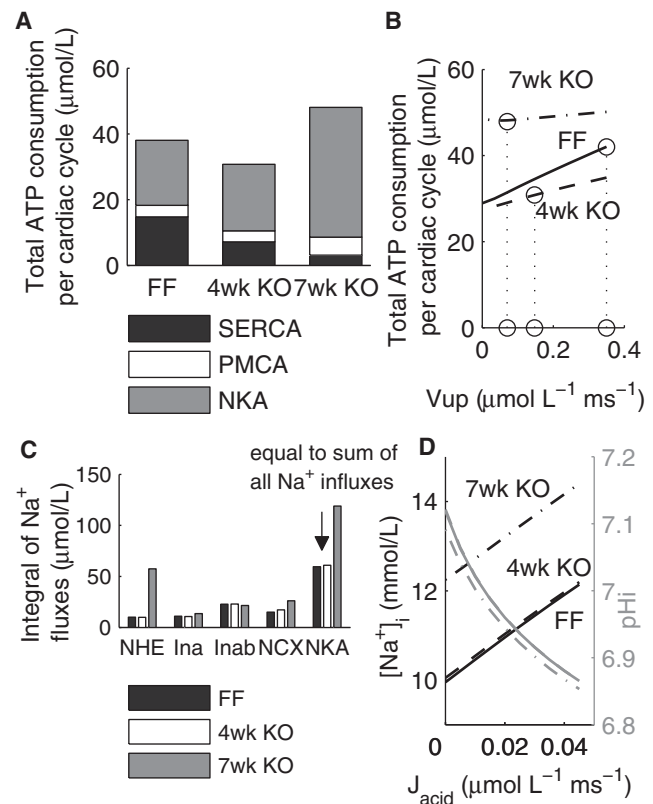 A
Total ATP consumption
per cardiac cycle (μmol/L)
60
40
20
0
FF 4wk KO 7wk KO
SERCA
PMCA
NKA
B
Total ATP consumption
per cardiac cycle (μmol/L)
60
40
20
0
7wk KO
FF
4wk KO
0 0.2 0.4
Vup (μmol L⁻¹ ms⁻¹)
C
equal to sum of
all Na⁺ influxes
Integral of Na⁺
fluxes (μmol/L)
150
100
50
0
NHE Ina Inab NCX NKA
FF
4wk KO
7wk KO
D
[Na⁺]ᵢ (mmol/L)
14
12
10
7wk KO
4wk KO
FF
7.2
7.1
7
6.9
6.8
pHi
0 0.02 0.04
J_acid (μmol L⁻¹ ms⁻¹)